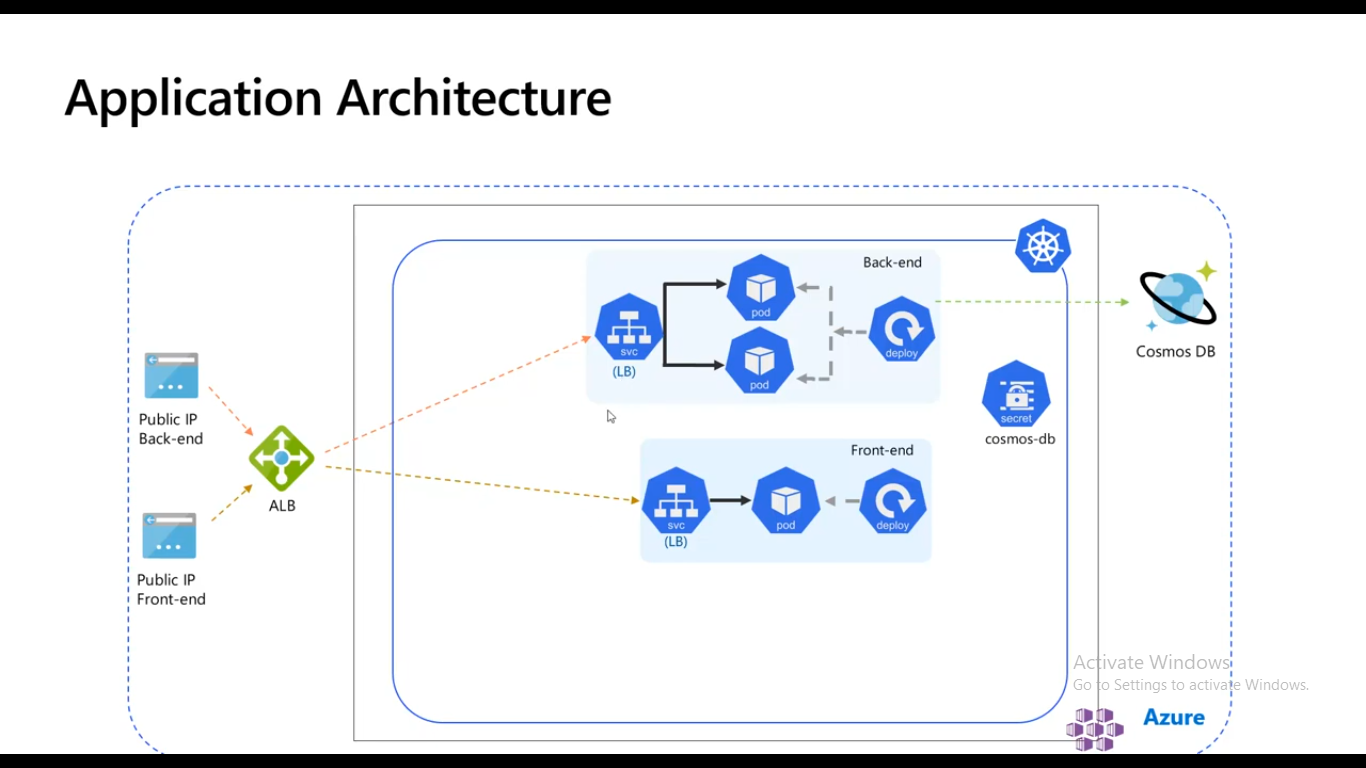 Application Architecture
Back-end
pod
svc
(LB)
pod
deploy
Cosmos DB
secret
cosmos-db
Public IP
Back-end
ALB
Front-end
svc
(LB)
pod
deploy
Public IP
Front-end
Activate Windows
Go to Settings to activate Windows.
Azure